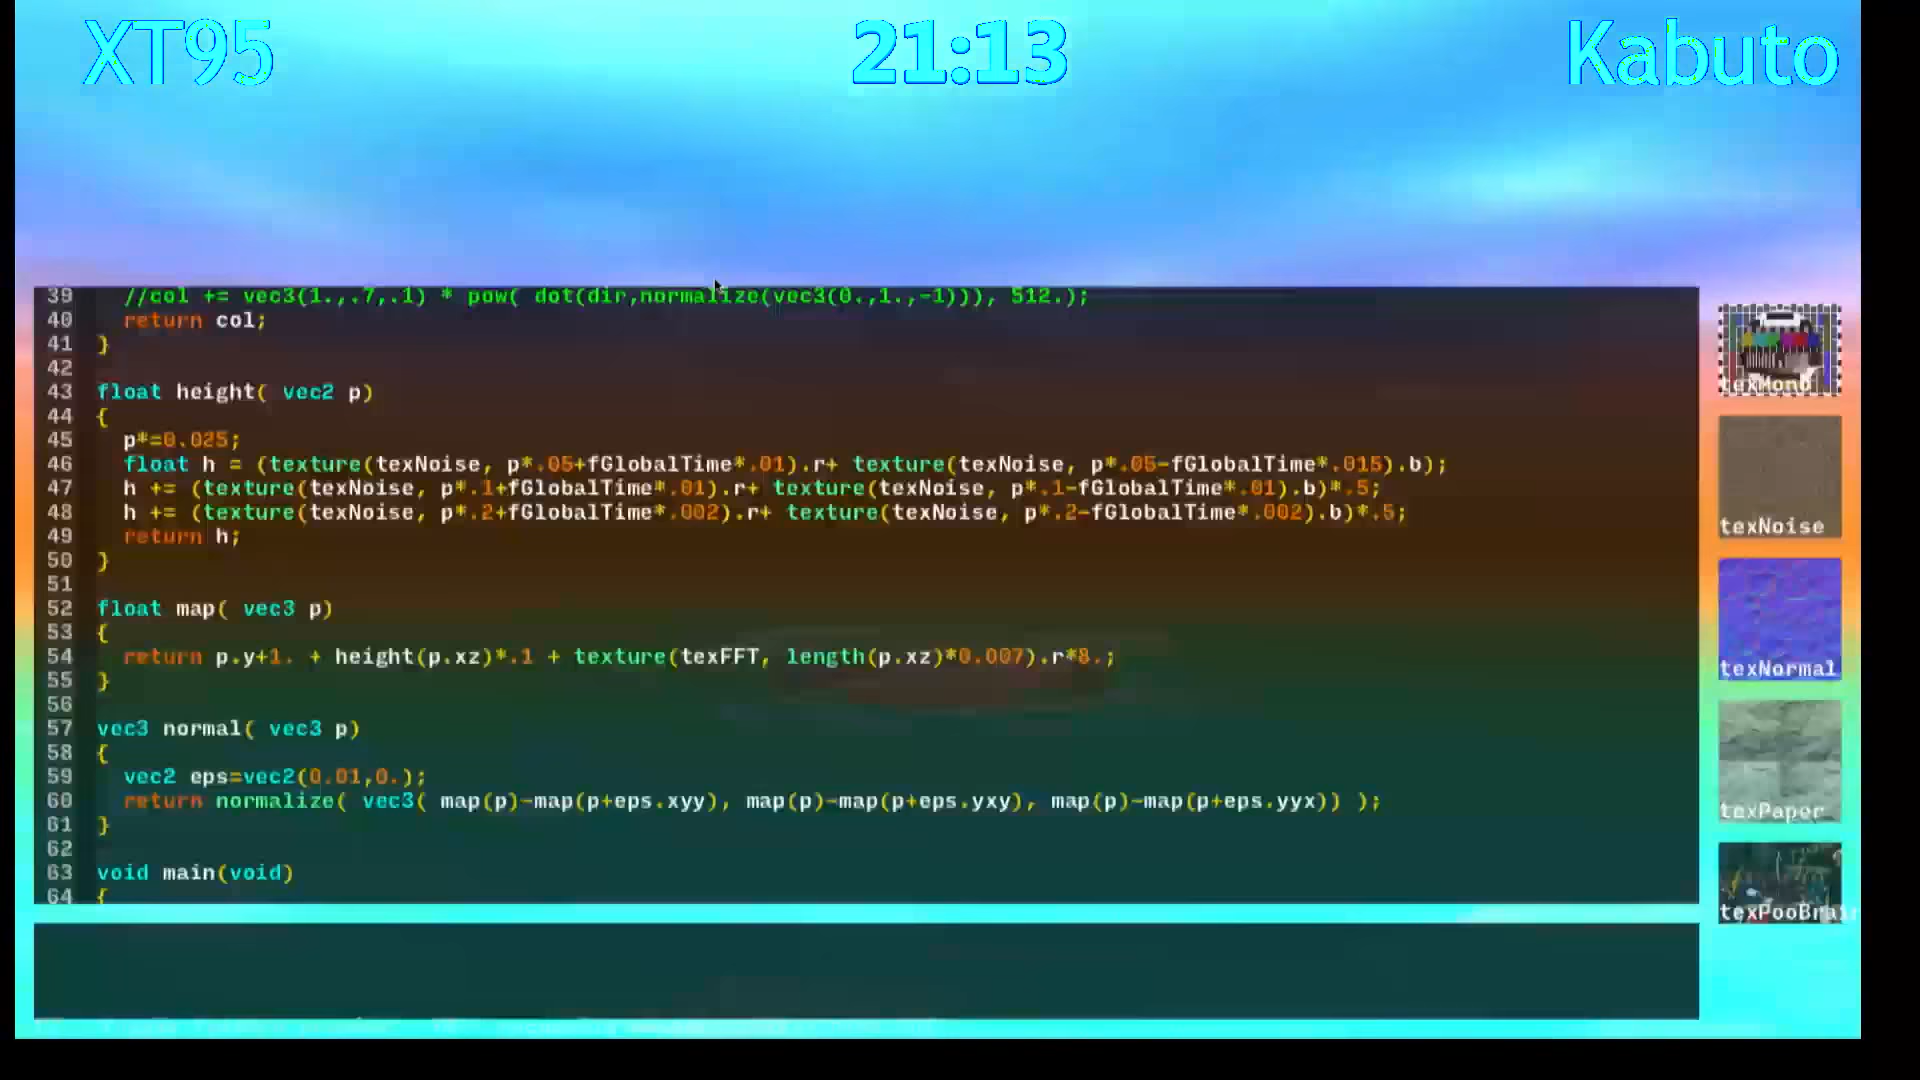 XT95 21:13 Kabuto
39 //col += vec3(1.,.7,.1) * pow( dot(dir,normalize(vec3(0.,1.,-1))), 512.);
40 return col;
41 }
42
43 float height( vec2 p)
44 {
45 p*=0.025;
46 float h = (texture(texNoise, p*.05+fGlobalTime*.01).r+ texture(texNoise, p*.05-fGlobalTime*.015).b);
47 h += (texture(texNoise, p*.1+fGlobalTime*.01).r+ texture(texNoise, p*.1-fGlobalTime*.01).b)*.5;
48 h += (texture(texNoise, p*.2+fGlobalTime*.002).r+ texture(texNoise, p*.2-fGlobalTime*.002).b)*.5;
49 return h;
50 }
51
52 float map( vec3 p)
53 {
54 return p.y+1. + height(p.xz)*.1 + texture(texFFT, length(p.xz)*0.007).r*8.;
55 }
56
57 vec3 normal( vec3 p)
58 {
59 vec2 eps=vec2(0.01,0.);
60 return normalize( vec3( map(p)-map(p+eps.xyy), map(p)-map(p+eps.yxy), map(p)-map(p+eps.yyx)) );
61 }
62
63 void main(void)
64 {
texMono
texNoise
texNormal
texPaper
texPooBrain